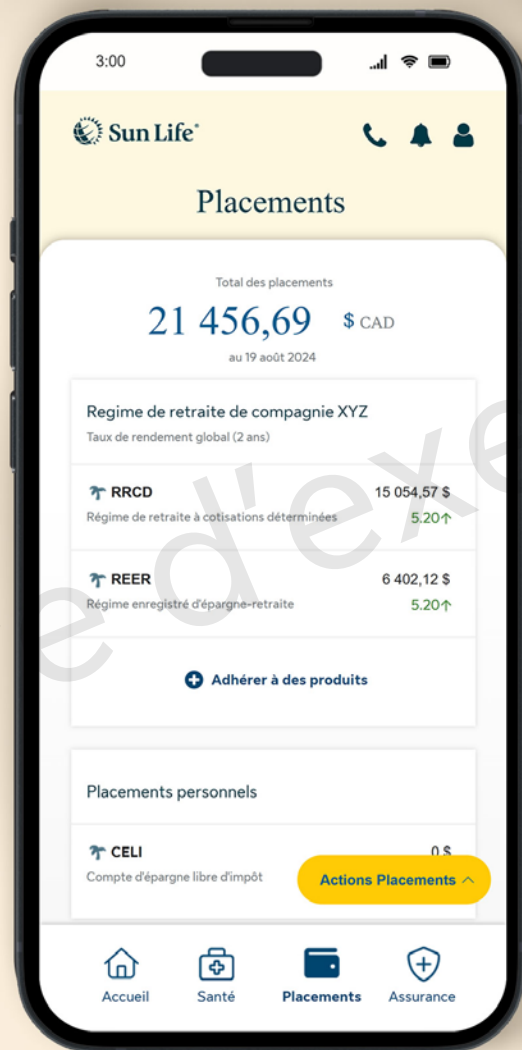 3:00
Sun Life
Placements
Total des placements
21 456,69 $ CAD
au 19 août 2024
Regime de retraite de compagnie XYZ
Taux de rendement global (2 ans)
RRCD 15 054,57 $
Régime de retraite à cotisations déterminées 5.20↑
REER 6 402,12 $
Régime enregistré d'épargne-retraite 5.20↑
Adhérer à des produits
Placements personnels
CELI 0 $
Compte d'épargne libre d'impôt
Actions Placements
Accueil Santé Placements Assurance
e d'exe